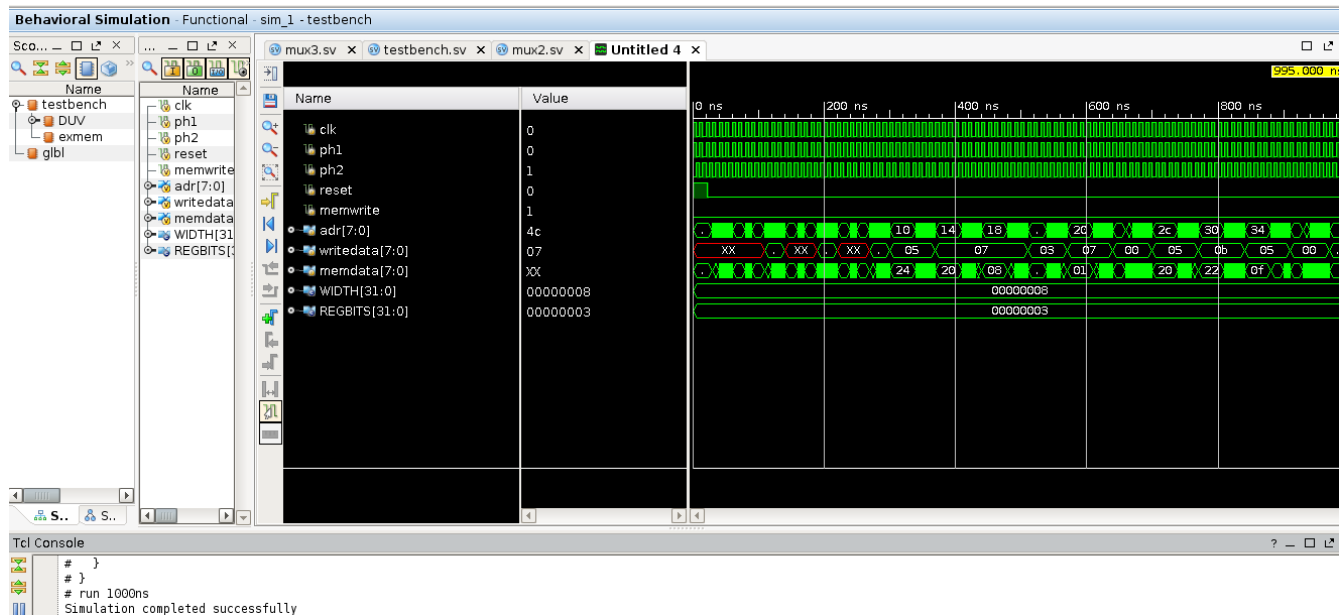 Behavioral Simulation - Functional - sim_1 - testbench
Sco...
...
mux3.sv
testbench.sv
mux2.sv
Untitled 4
Name
testbench
DUV
exmem
glbl
Name
clk
ph1
ph2
reset
memwrite
adr[7:0]
writedata
memdata
WIDTH[31
REGBITS[
S..
S..
995.000 ns
Name Value
0 ns 200 ns 400 ns 600 ns 800 ns
clk 0
ph1 0
ph2 1
reset 0
memwrite 1
adr[7:0] 4c . 10 14 18 . 20 2c 30 34
writedata[7:0] 07 XX . XX . XX . 05 07 03 07 00 05 0b 05 00 .
memdata[7:0] XX . 24 20 08 . 01 20 22 0f
WIDTH[31:0] 00000008 00000008
REGBITS[31:0] 00000003 00000003
Tcl Console
# }
# }
# run 1000ns
Simulation completed successfully